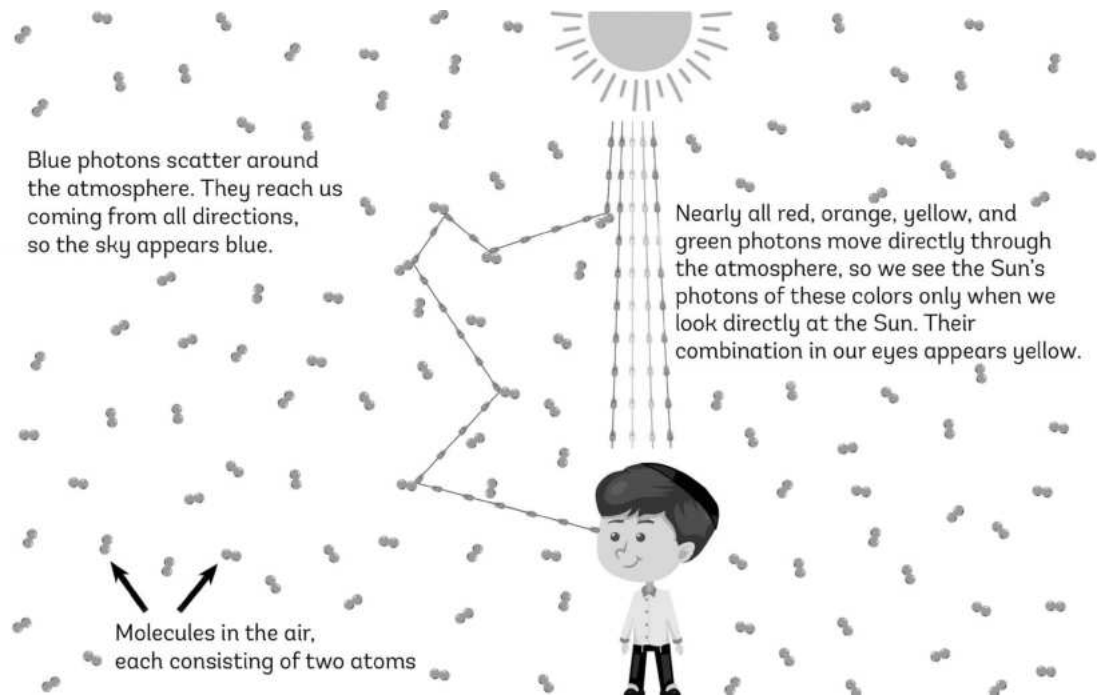 Blue photons scatter around
the atmosphere. They reach us
coming from all directions,
so the sky appears blue.
Nearly all red, orange, yellow, and
green photons move directly through
the atmosphere, so we see the Sun's
photons of these colors only when we
look directly at the Sun. Their
combination in our eyes appears yellow.
Molecules in the air,
each consisting of two atoms